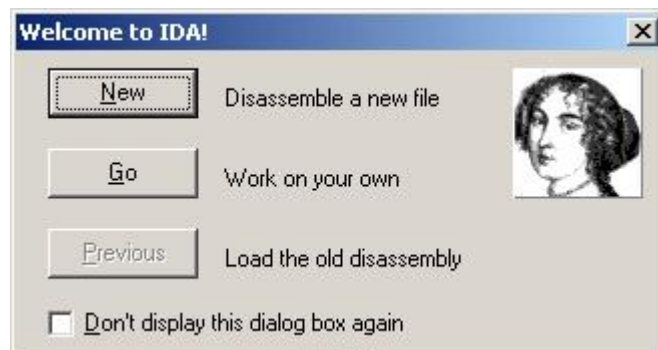 Welcome to IDA!
New Disassemble a new file
Go Work on your own
Previous Load the old disassembly
Don't display this dialog box again